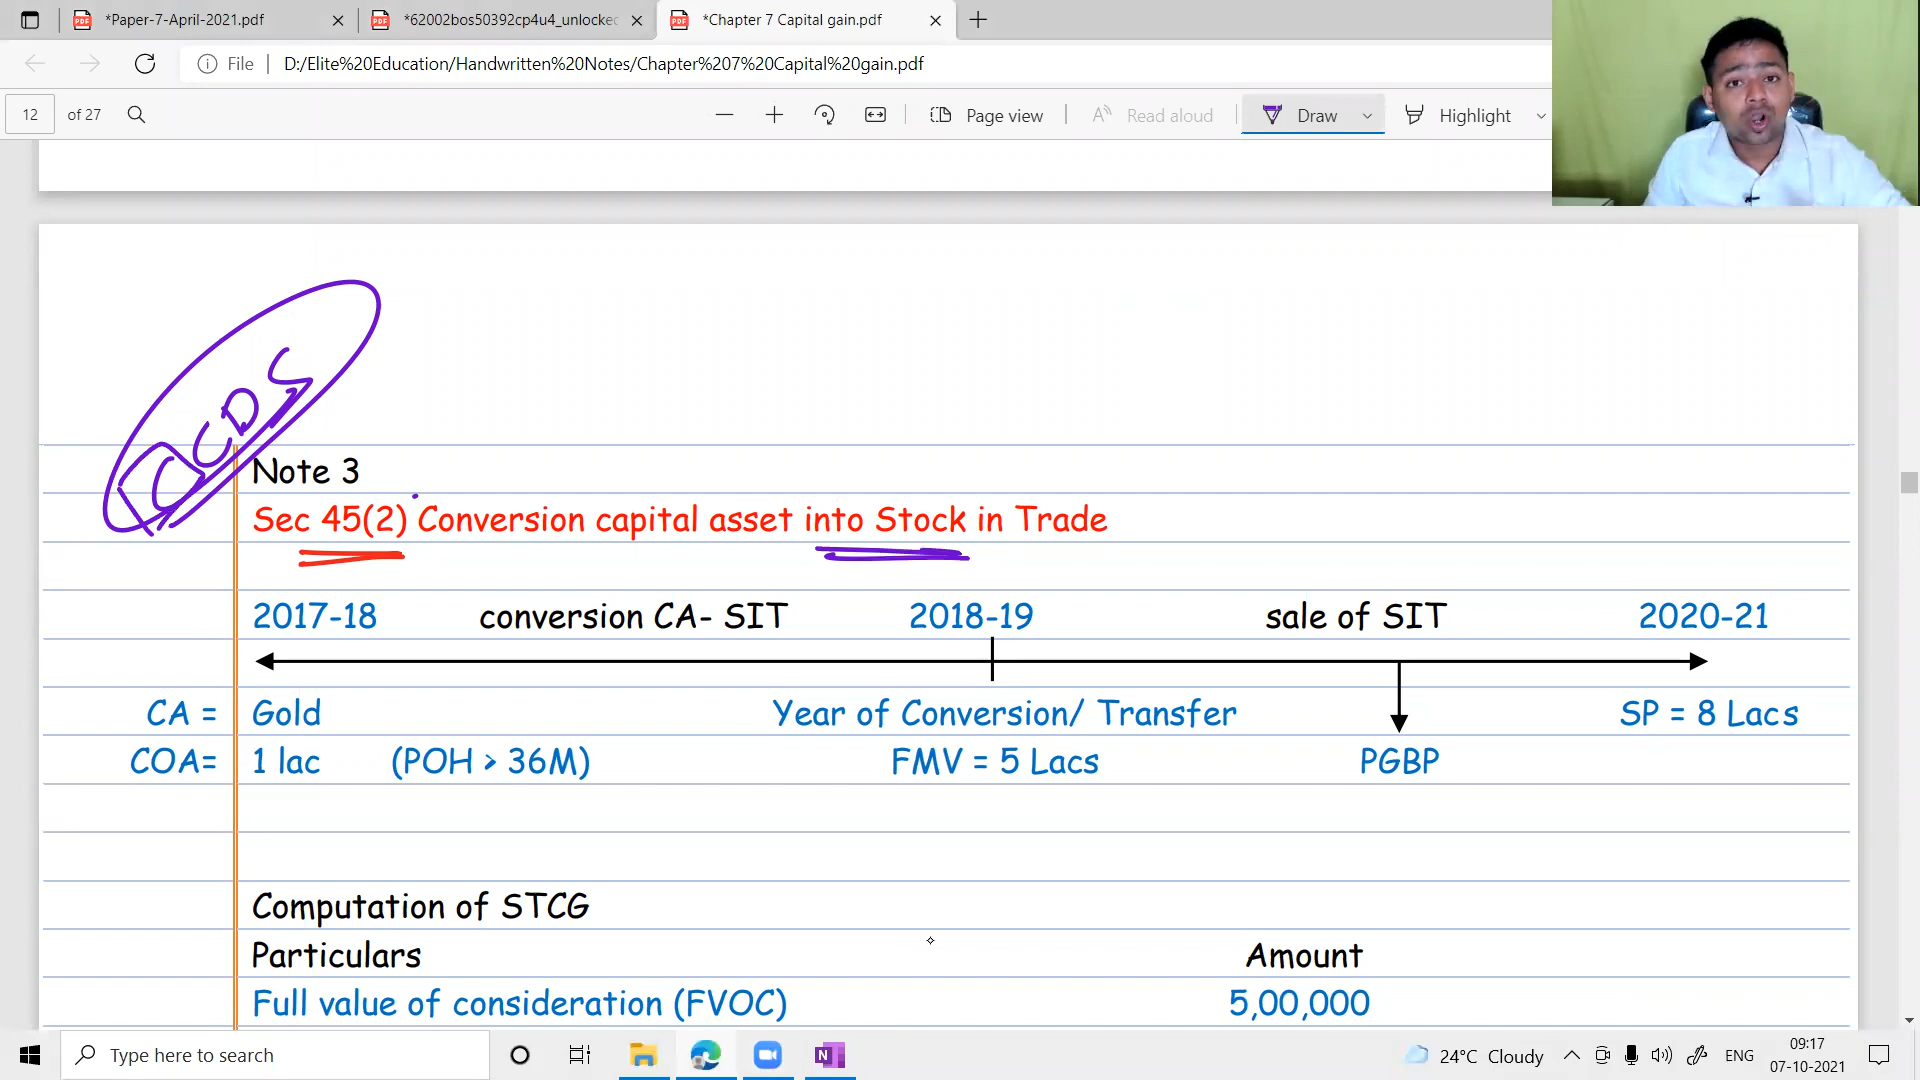 *Paper-7-April-2021.pdf
*62002bos50392cp4u4_unlocked
*Chapter 7 Capital gain.pdf
File D:/Elite%20Education/Handwritten%20Notes/Chapter%207%20Capital%20gain.pdf
12 of 27 Page view Read aloud Draw Highlight
Note 3
Sec 45(2) Conversion capital asset into Stock in Trade
2017-18 conversion CA- SIT 2018-19 sale of SIT 2020-21
CA = Gold Year of Conversion/ Transfer SP = 8 Lacs
COA= 1 lac (POH > 36M) FMV = 5 Lacs PGBP
Computation of STCG
Particulars Amount
Full value of consideration (FVOC) 5,00,000
Type here to search
24°C Cloudy ENG 09:17
07-10-2021